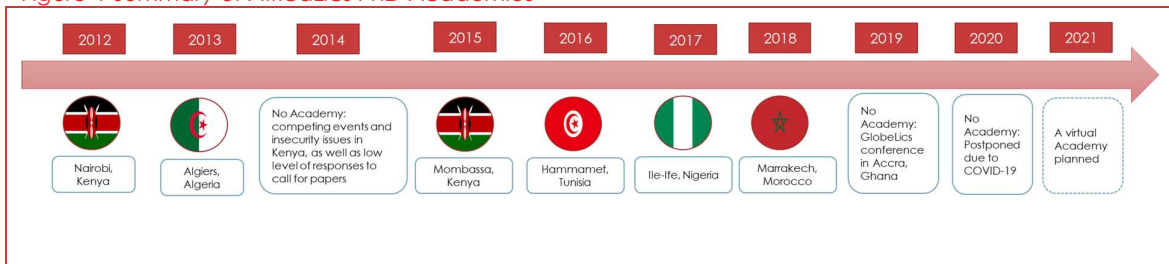 2012
2013
2014
2015
2016
2017
2018
2019
2020
2021
Nairobi,
Kenya
Algiers,
Algeria
No Academy:
competing events and
insecurity issues in
Kenya, as well as low
level of responses to
call for papers
Mombassa,
Kenya
Hammamet,
Tunisia
Ile-Ife, Nigeria
Marrakech,
Morocco
No
Academy:
GlobeLics
conference
in Accra,
Ghana
No
Academy:
Postponed
due to
COVID-19
A virtual
Academy
planned